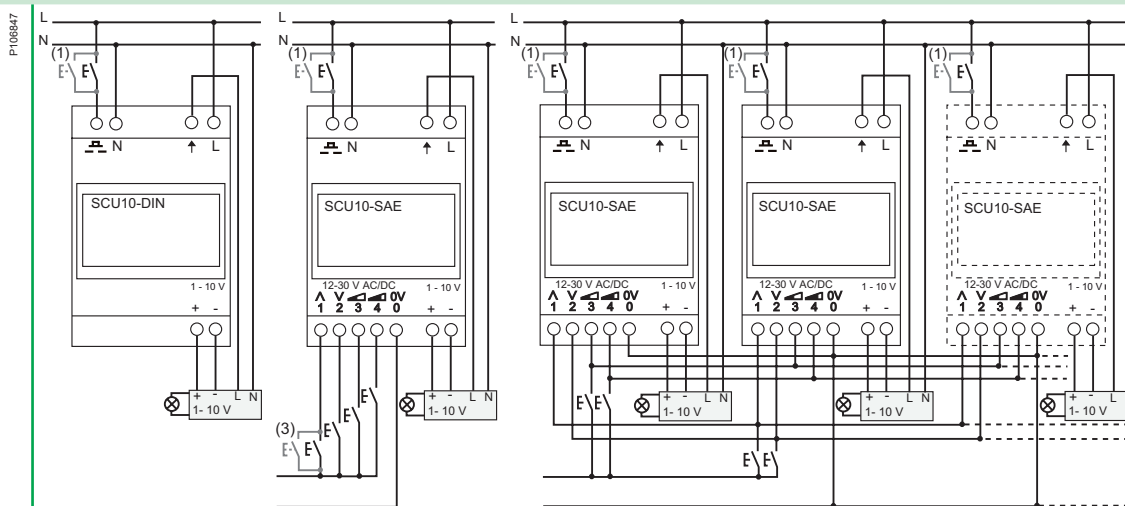 P106847
L L L
N N N
(1) (1) (1) (1) (1)
E E E E E E E E E E
N ↑ L N ↑ L N ↑ L N ↑ L N ↑ L
SCU10-DIN SCU10-SAE SCU10-SAE SCU10-SAE SCU10-SAE
1 - 10 V 12-30 V AC/DC 1 - 10 V 12-30 V AC/DC 1 - 10 V 12-30 V AC/DC 1 - 10 V 12-30 V AC/DC 1 - 10 V
0V 0V 0V 0V
+ - 1 2 3 4 0 + - 1 2 3 4 0 + - 1 2 3 4 0 + - 1 2 3 4 0 + -
+ - L N + - L N + - L N + - L N + - L
1- 10 V 1- 10 V 1- 10 V 1- 10 V 1- 10 V
E E E
E
E
(3)
E E
E E